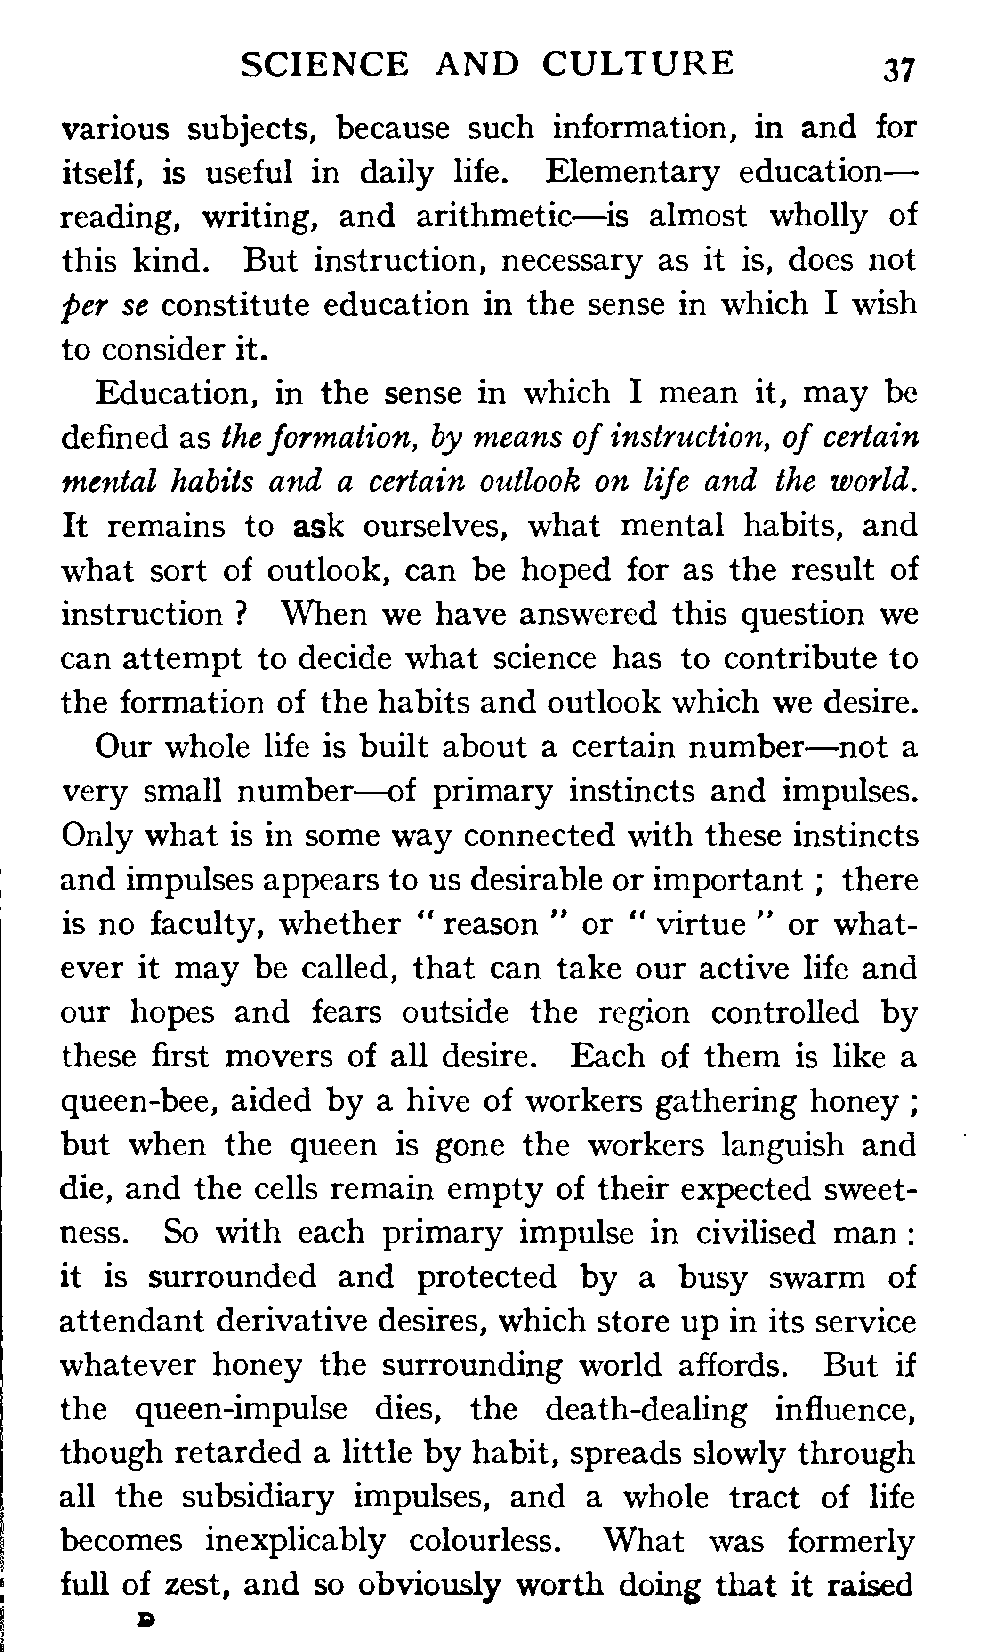 SCIENCE AND CULTURE 37
various subjects, because such information, in and for
itself, is useful in daily life. Elementary education—
reading, writing, and arithmetic—is almost wholly of
this kind. But instruction, necessary as it is, does not
per se constitute education in the sense in which I wish
to consider it.
Education, in the sense in which I mean it, may be
defined as the formation, by means of instruction, of certain
mental habits and a certain outlook on life and the world.
It remains to ask ourselves, what mental habits, and
what sort of outlook, can be hoped for as the result of
instruction ? When we have answered this question we
can attempt to decide what science has to contribute to
the formation of the habits and outlook which we desire.
Our whole life is built about a certain number—not a
very small number—of primary instincts and impulses.
Only what is in some way connected with these instincts
and impulses appears to us desirable or important ; there
is no faculty, whether “ reason ” or “ virtue ” or what-
ever it may be called, that can take our active life and
our hopes and fears outside the region controlled by
these first movers of all desire. Each of them is like a
queen-bee, aided by a hive of workers gathering honey ;
but when the queen is gone the workers languish and
die, and the cells remain empty of their expected sweet-
ness. So with each primary impulse in civilised man :
it is surrounded and protected by a busy swarm of
attendant derivative desires, which store up in its service
whatever honey the surrounding world affords. But if
the queen-impulse dies, the death-dealing influence,
though retarded a little by habit, spreads slowly through
all the subsidiary impulses, and a whole tract of life
becomes inexplicably colourless. What was formerly
full of zest, and so obviously worth doing that it raised
D